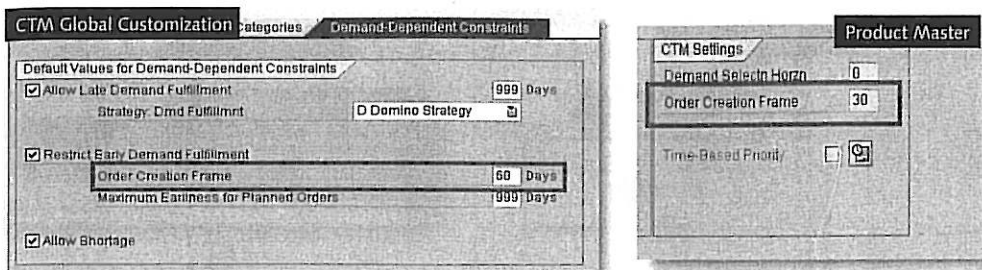 CTM Global Customization
Categories
Demand-Dependent Constraints
Default Values for Demand-Dependent Constraints
Allow Late Demand Fulfillment 999 Days
Strategy: Dmd Fulfillmnt D Domino Strategy
Restrict Early Demand Fulfillment
Order Creation Frame 60 Days
Maximum Earliness for Planned Orders 999 Days
Allow Shortage
Product Master
CTM Settings
Demand Selectn Horzn 0
Order Creation Frame 30
Time-Based Priority